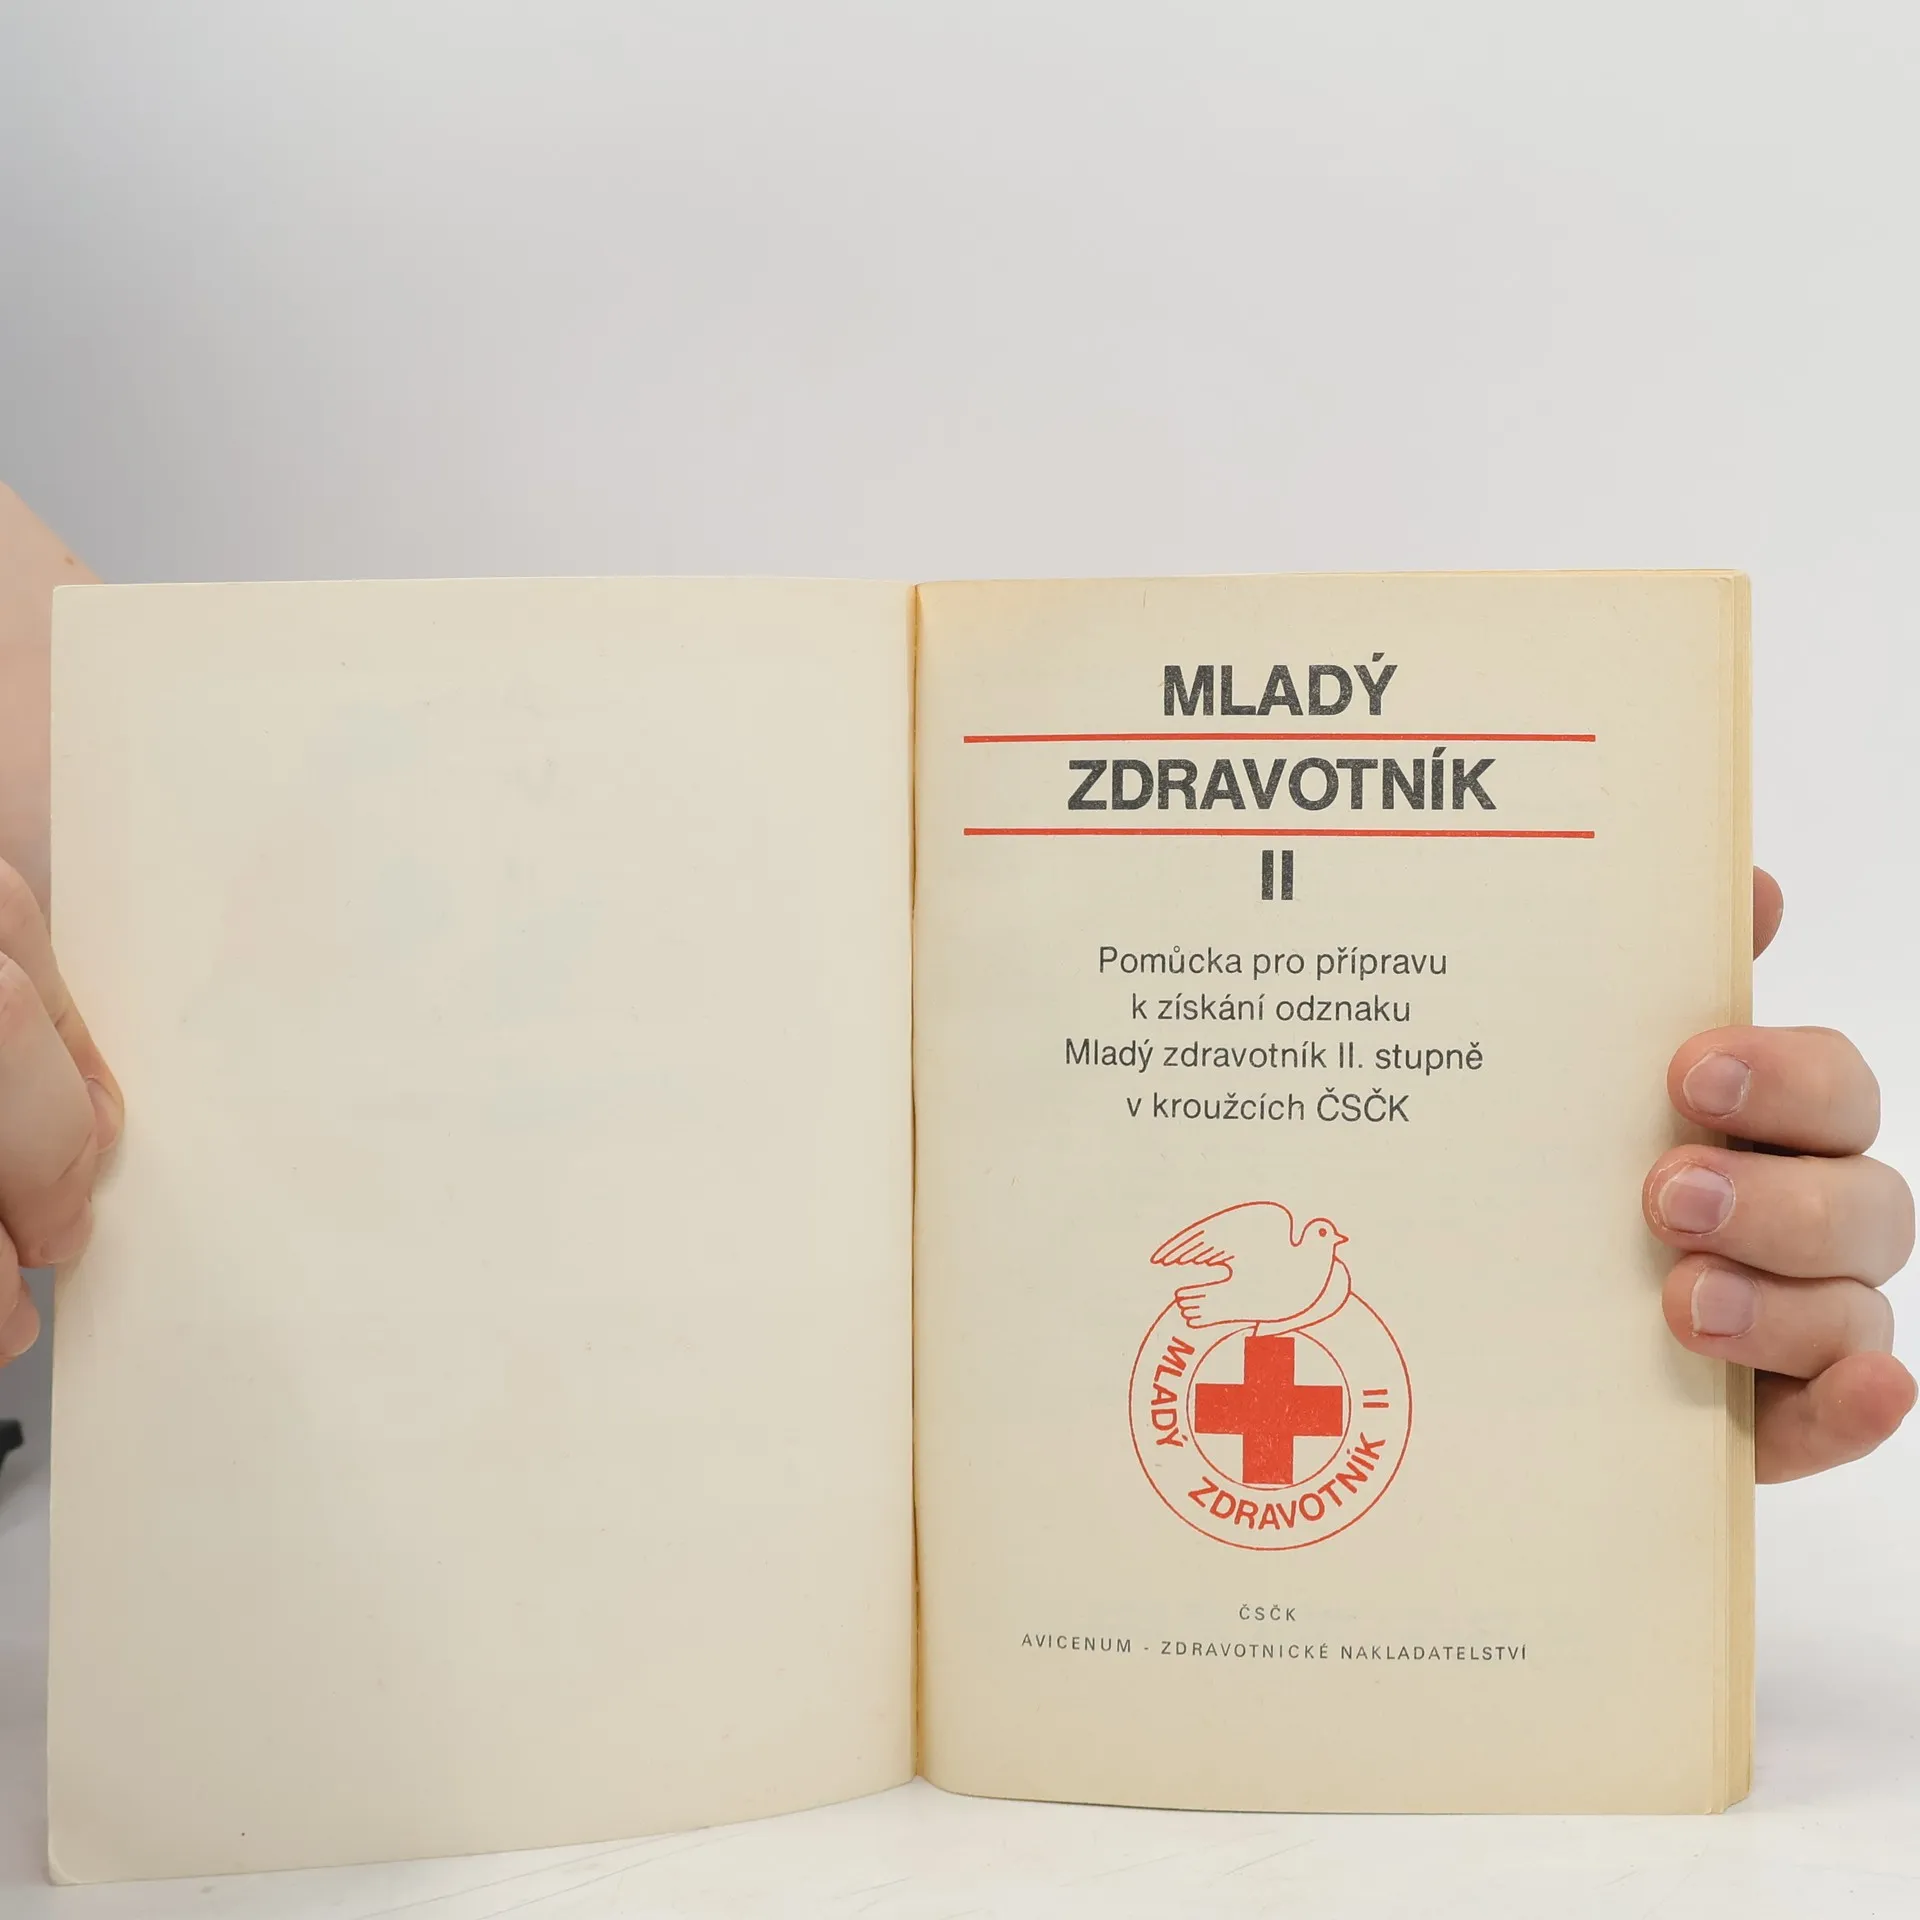 MLADÝ
ZDRAVOTNÍK
II
Pomůcka pro přípravu
k získání odznaku
Mladý zdravotník II. stupně
v kroužcích ČSČK
MLADÝ ZDRAVOTNÍK II
ČSČK
AVICENUM - ZDRAVOTNICKÉ NAKLADATELSTVÍ